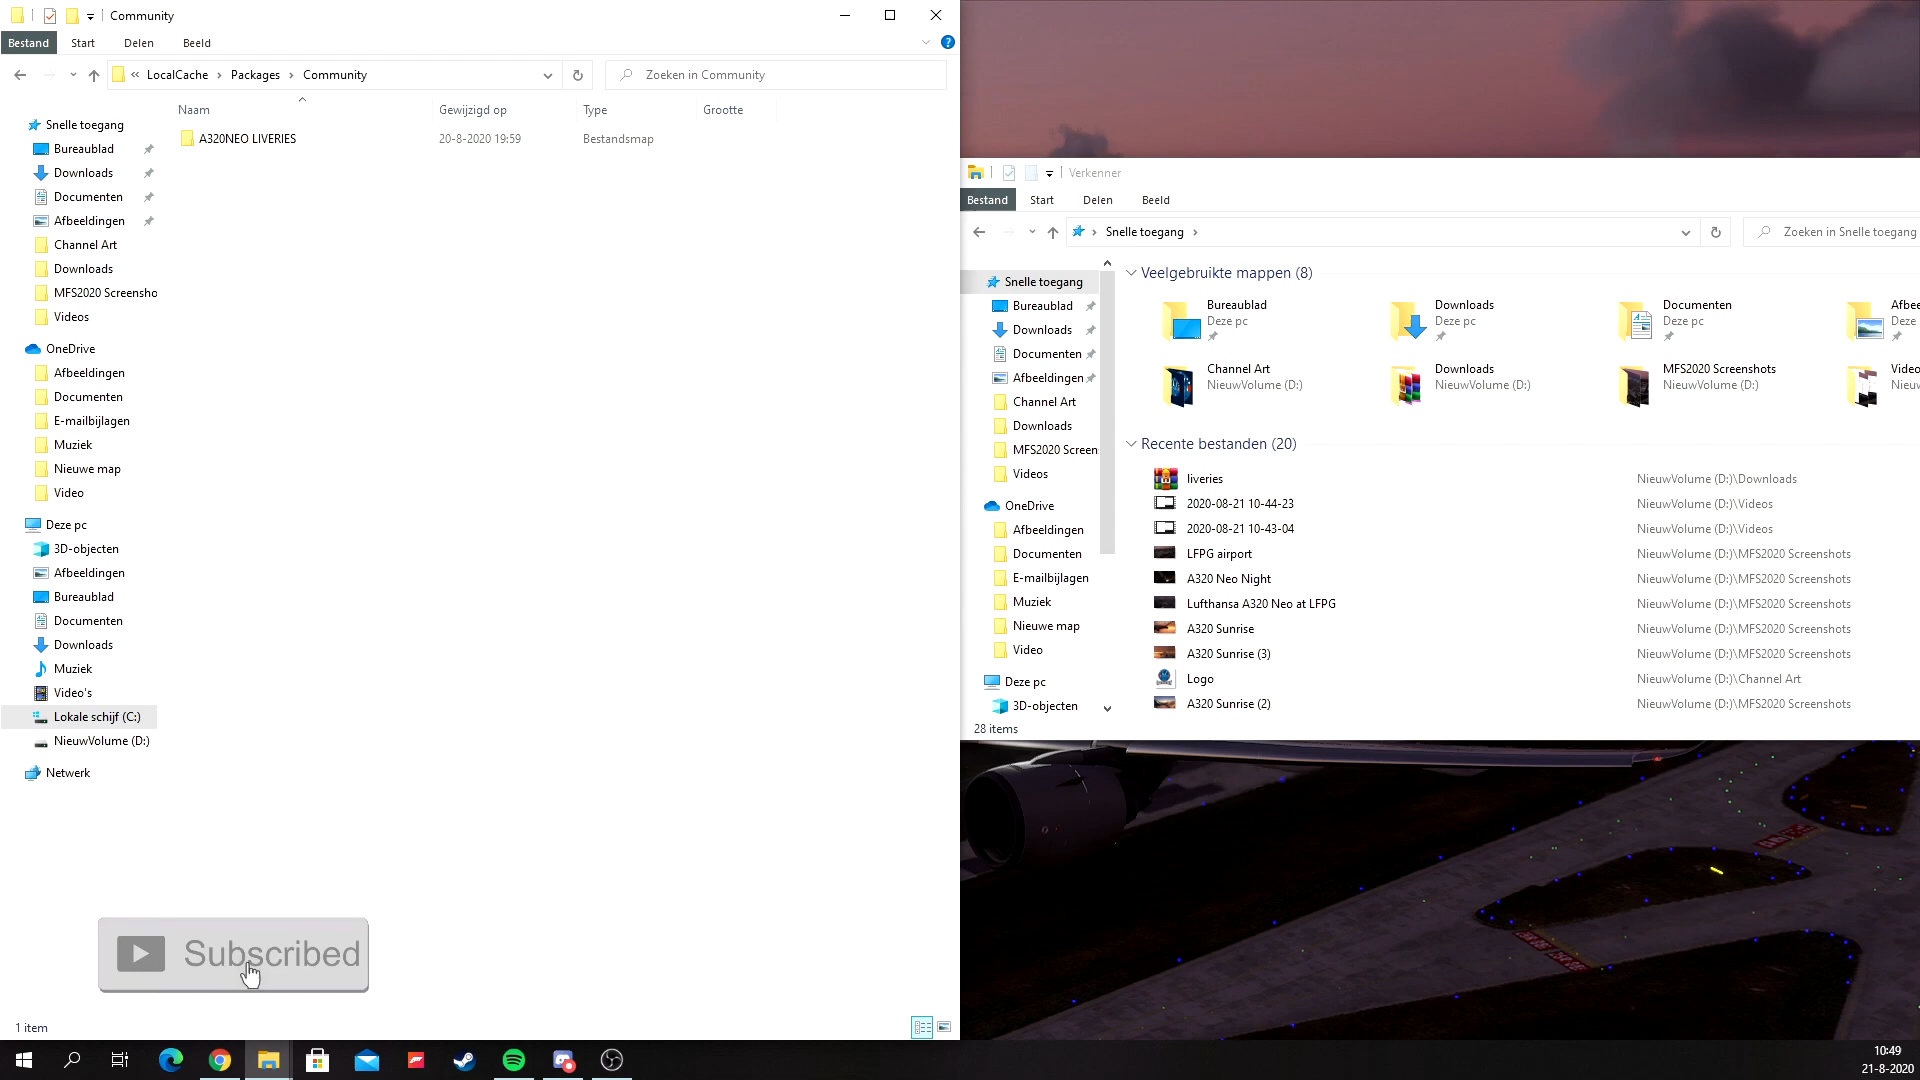 Community
Bestand Start Delen Beeld
« LocalCache › Packages › Community
Zoeken in Community
Naam Gewijzigd op Type Grootte
A320NEO LIVERIES 20-8-2020 19:59 Bestandsmap
Snelle toegang
Bureaublad
Downloads
Documenten
Afbeeldingen
Channel Art
Downloads
MFS2020 Screensho
Videos
OneDrive
Afbeeldingen
Documenten
E-mailbijlagen
Muziek
Nieuwe map
Video
Deze pc
3D-objecten
Afbeeldingen
Bureaublad
Documenten
Downloads
Muziek
Video's
Lokale schijf (C:)
NieuwVolume (D:)
Netwerk
Subscribed
1 item
Verkenner
Bestand Start Delen Beeld
Snelle toegang
Zoeken in Snelle toegang
Snelle toegang
Bureaublad
Downloads
Documenten
Afbeeldingen
Channel Art
Downloads
MFS2020 Screen
Videos
OneDrive
Afbeeldingen
Documenten
E-mailbijlagen
Muziek
Nieuwe map
Video
Deze pc
3D-objecten
Veelgebruikte mappen (8)
Bureaublad Downloads Documenten Afbee
Deze pc Deze pc Deze pc Deze
Channel Art Downloads MFS2020 Screenshots Video
NieuwVolume (D:) NieuwVolume (D:) NieuwVolume (D:) Nieuw
Recente bestanden (20)
liveries NieuwVolume (D:)\Downloads
2020-08-21 10-44-23 NieuwVolume (D:)\Videos
2020-08-21 10-43-04 NieuwVolume (D:)\Videos
LFPG airport NieuwVolume (D:)\MFS2020 Screenshots
A320 Neo Night NieuwVolume (D:)\MFS2020 Screenshots
Lufthansa A320 Neo at LFPG NieuwVolume (D:)\MFS2020 Screenshots
A320 Sunrise NieuwVolume (D:)\MFS2020 Screenshots
A320 Sunrise (3) NieuwVolume (D:)\MFS2020 Screenshots
Logo NieuwVolume (D:)\Channel Art
A320 Sunrise (2) NieuwVolume (D:)\MFS2020 Screenshots
28 items
10:49
21-8-2020